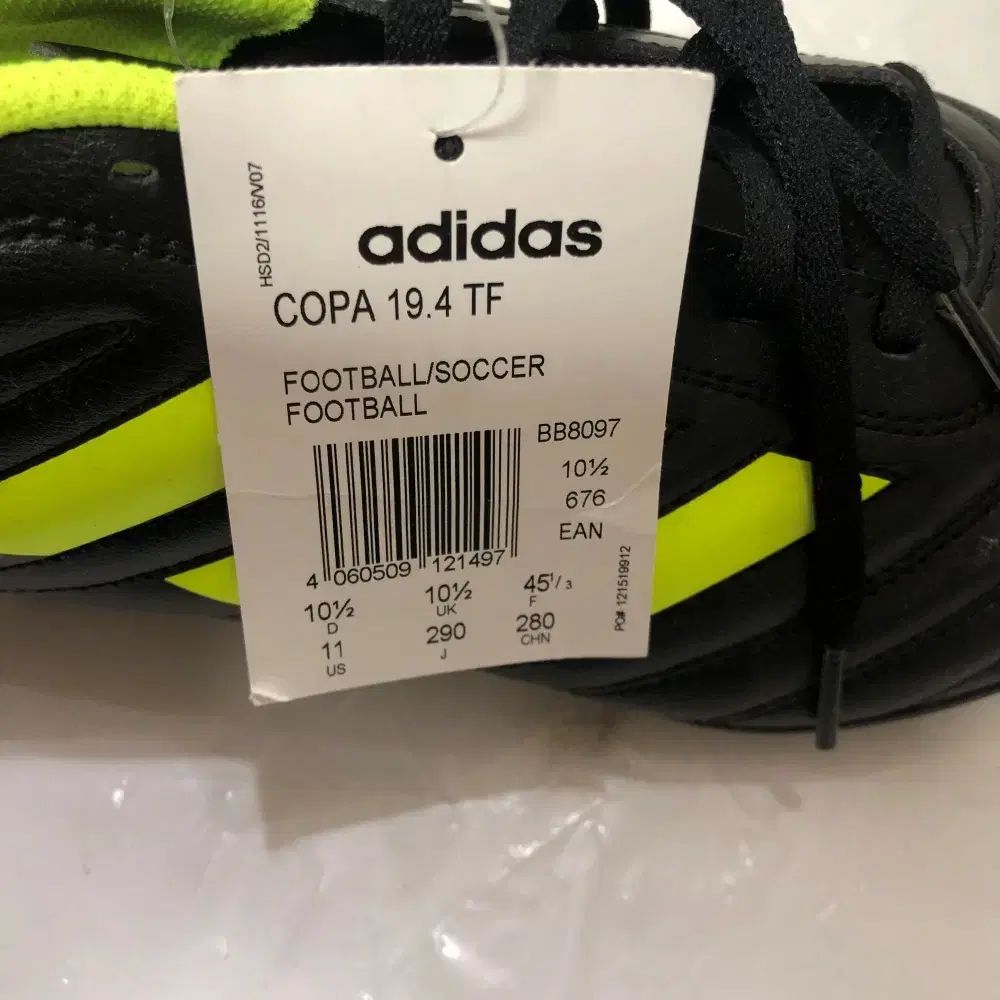 HSD2/1116/V07
adidas
COPA 19.4 TF
FOOTBALL/SOCCER
FOOTBALL
BB8097
10½
676
EAN
4 060509 121497
10½ 10½ 45¹/3
D UK F
11 290 280
US J CHN
PO# 121519912